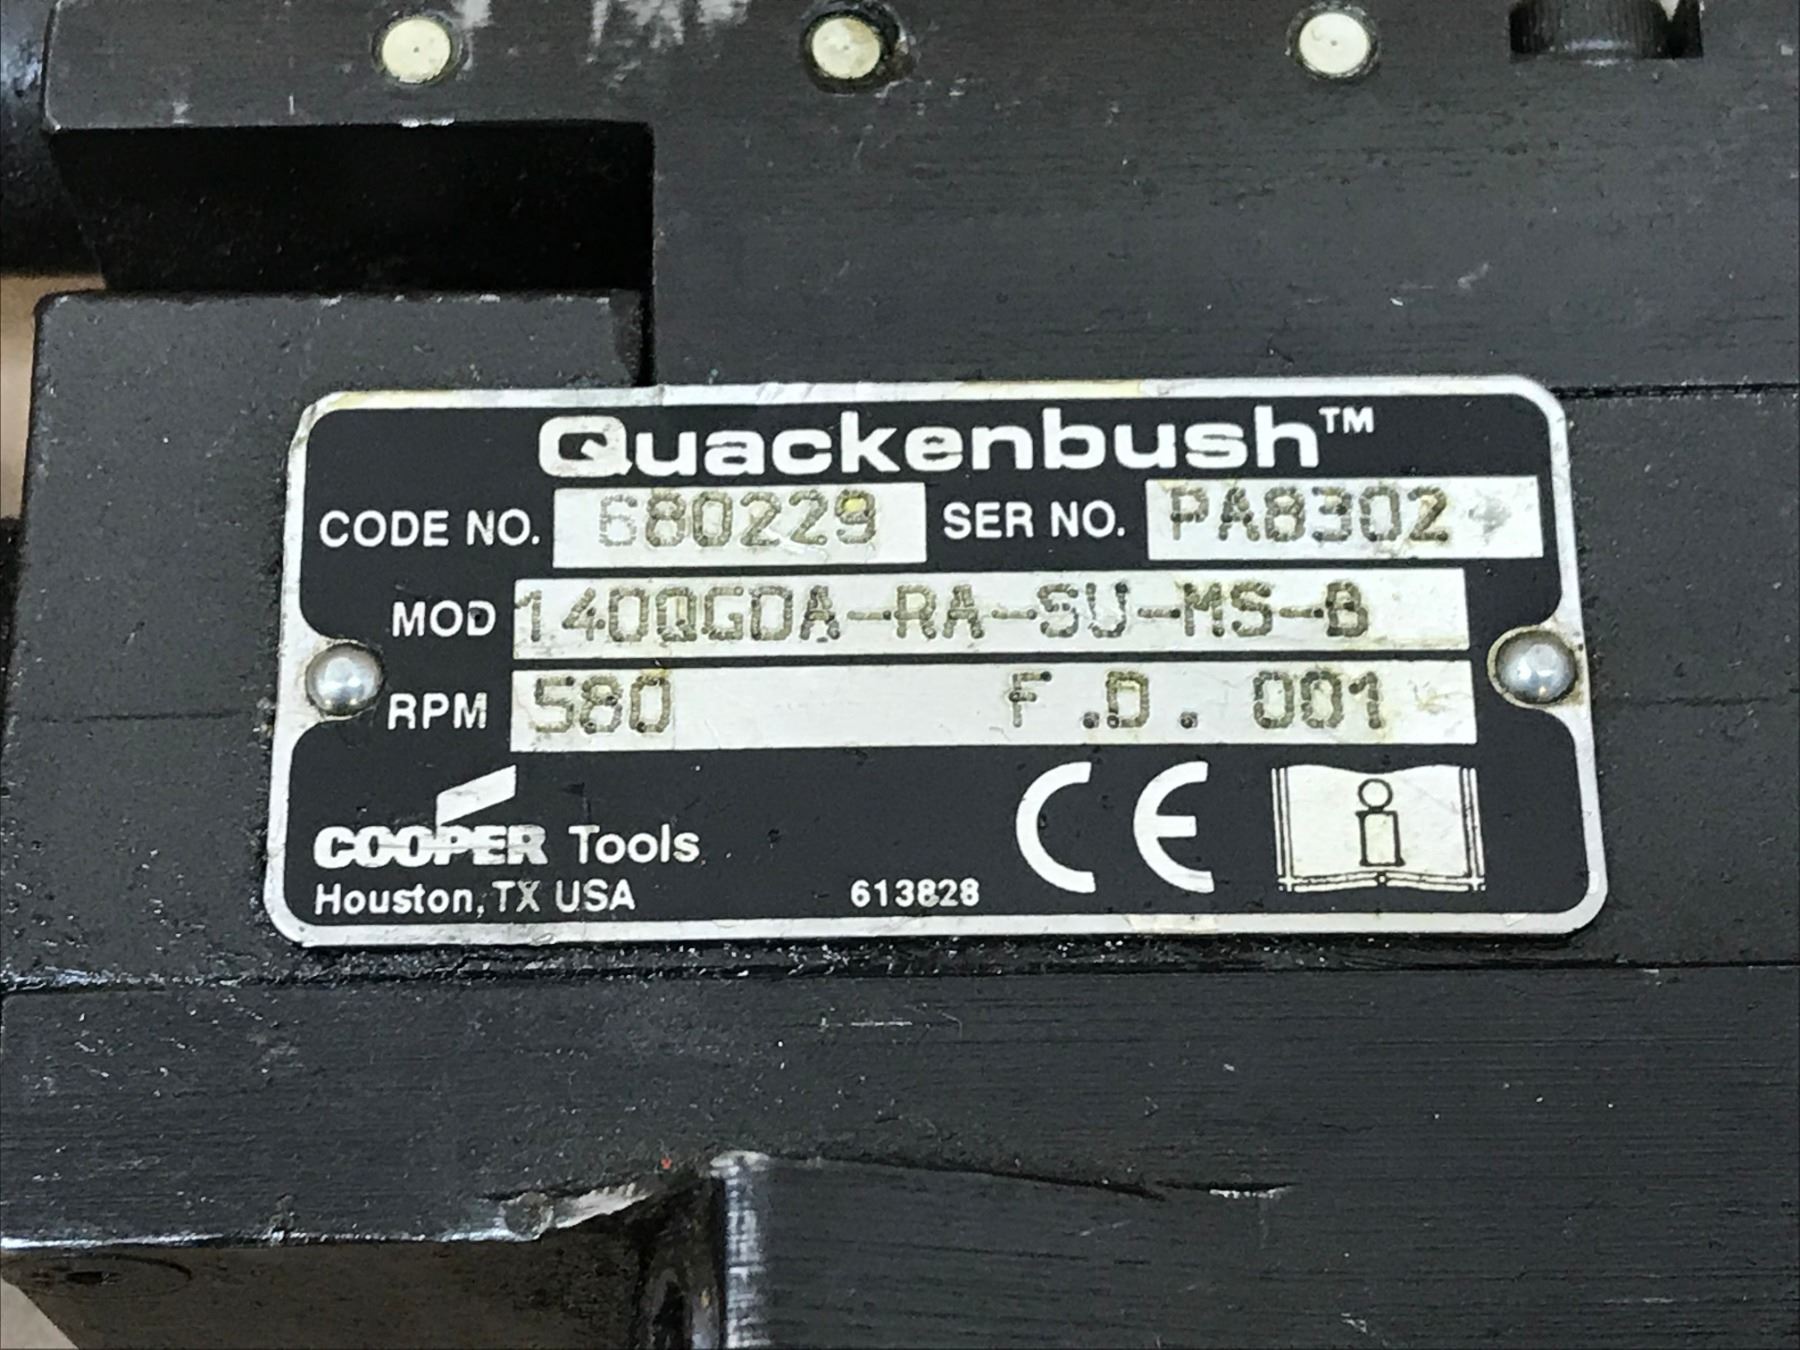 Quackenbush™
CODE NO. 680229 SER NO. PA8302
MOD 140QGDA-RA-SU-MS-B
RPM 580 F.D. 001
COOPER Tools
Houston, TX USA 613828 CE i